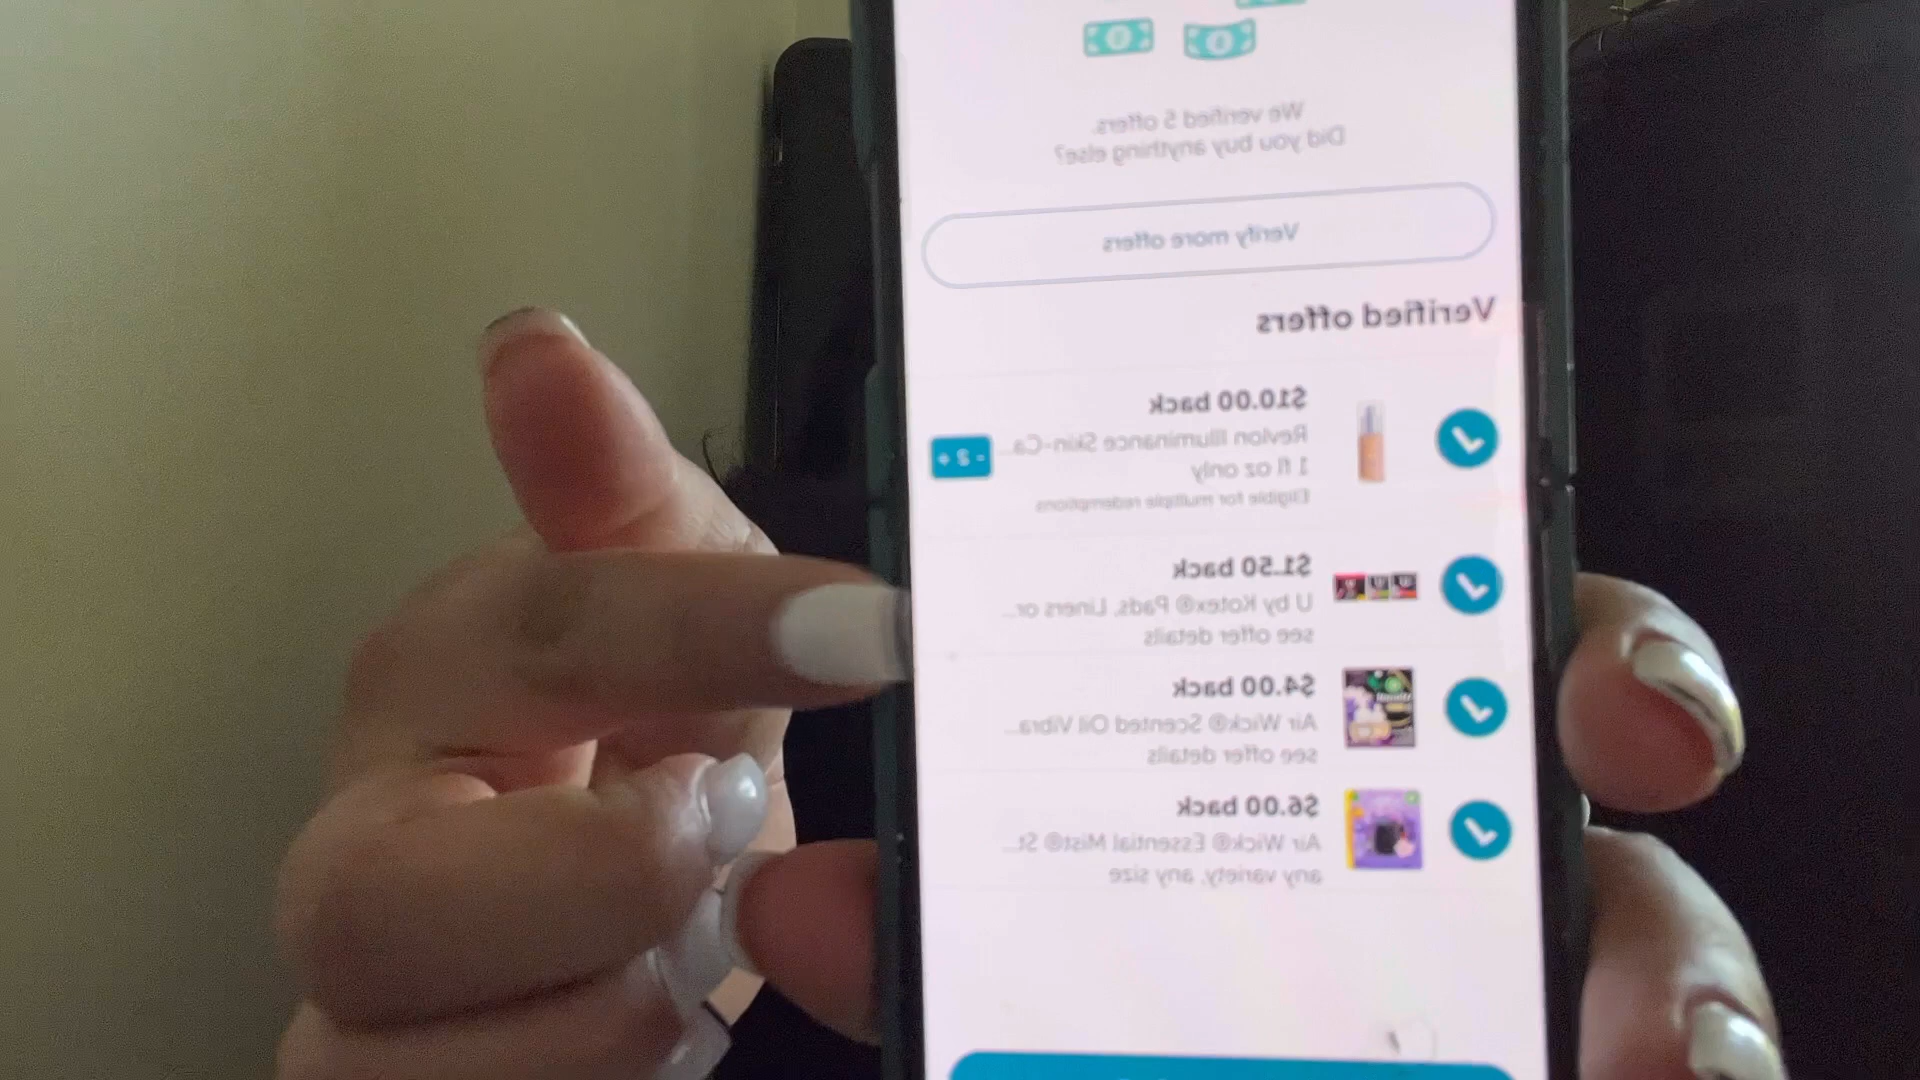 We verified 5 offers.
Did you buy anything else?
Verify more offers
Verified offers
$10.00 back
Revlon Illuminance Skin-Ca...
1 fl oz only
Eligible for multiple redemptions
- 2 +
$1.50 back
U by Kotex® Pads, Liners or...
see offer details
$4.00 back
Air Wick® Scented Oil Vibra...
see offer details
$6.00 back
Air Wick® Essential Mist® St...
any variety, any size